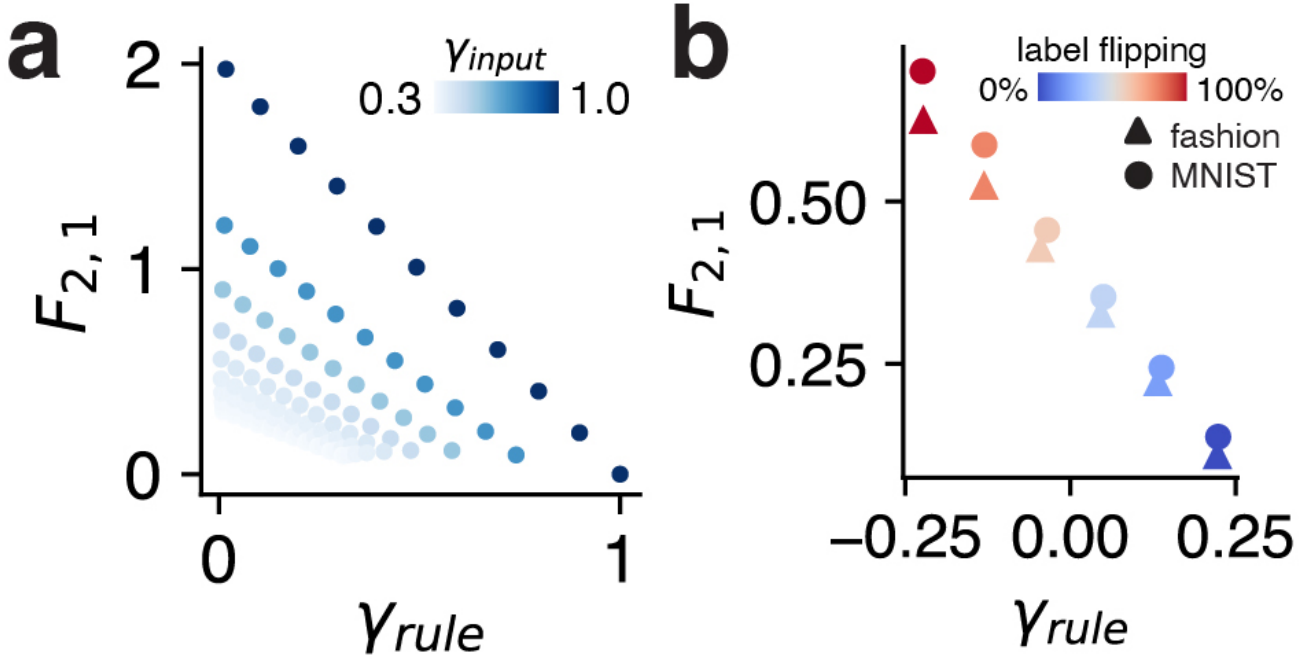 a
γinput
0.3 1.0
2
1
0
F2, 1
0 1
γrule
b
label flipping
0% 100%
fashion
MNIST
0.50
0.25
F2, 1
−0.25 0.00 0.25
γrule